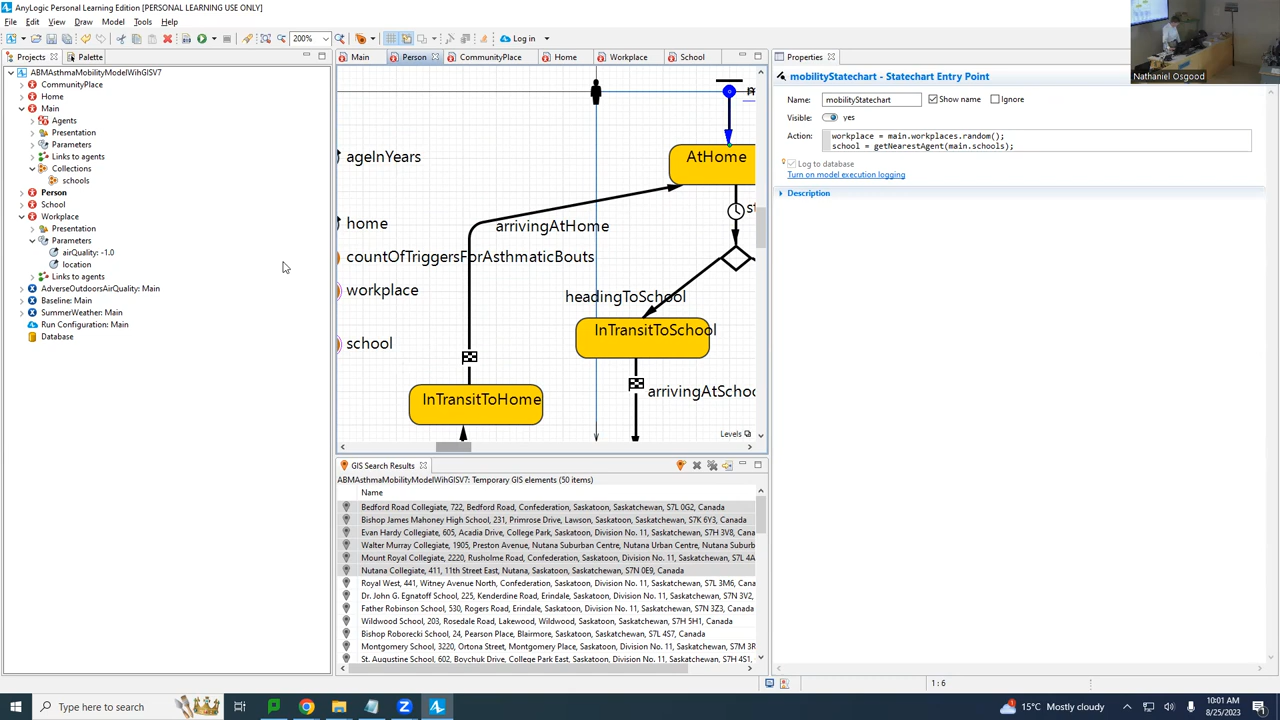 AnyLogic Personal Learning Edition [PERSONAL LEARNING USE ONLY]
File Edit View Draw Model Tools Help
200% Log in
Projects Palette
ABMAsthmaMobilityModelWihGISV7
CommunityPlace
Home
Main
Agents
Presentation
Parameters
Links to agents
Collections
schools
Person
School
Workplace
Presentation
Parameters
airQuality: -1.0
location
Links to agents
AdverseOutdoorsAirQuality: Main
Baseline: Main
SummerWeather: Main
Run Configuration: Main
Database
Main Person CommunityPlace Home Workplace School
ageInYears
AtHome
home
arrivingAtHome
countOfTriggersForAsthmaticBouts
workplace
headingToSchool
InTransitToSchool
school
arrivingAtSchoo
InTransitToHome
Levels
GIS Search Results
ABMAsthmaMobilityModelWihGISV7: Temporary GIS elements (50 items)
Name
Bedford Road Collegiate, 722, Bedford Road, Confederation, Saskatoon, Saskatchewan, S7L 0G2, Canada
Bishop James Mahoney High School, 231, Primrose Drive, Lawson, Saskatoon, Saskatchewan, S7K 6Y3, Canada
Evan Hardy Collegiate, 605, Acadia Drive, College Park, Saskatoon, Division No. 11, Saskatchewan, S7H 3V8, Cana
Walter Murray Collegiate, 1905, Preston Avenue, Nutana Suburban Centre, Nutana Urban Centre, Nutana Suburb
Mount Royal Collegiate, 2220, Rusholme Road, Confederation, Saskatoon, Division No. 11, Saskatchewan, S7L 4A
Nutana Collegiate, 411, 11th Street East, Nutana, Saskatoon, Saskatchewan, S7N 0E9, Canada
Royal West, 441, Witney Avenue North, Confederation, Saskatoon, Division No. 11, Saskatchewan, S7L 3M6, Can
Dr. John G. Egnatoff School, 225, Kenderdine Road, Erindale, Saskatoon, Division No. 11, Saskatchewan, S7N 3V2,
Father Robinson School, 530, Rogers Road, Erindale, Saskatoon, Division No. 11, Saskatchewan, S7N 3Z3, Canada
Wildwood School, 203, Rosedale Road, Lakewood, Saskatoon, Division No. 11, Saskatchewan, S7H 5H1, Canada
Bishop Roborecki School, 24, Pearson Place, Blairmore, Saskatoon, Saskatchewan, S7L 4S7, Canada
Montgomery School, 3220, Ortona Street, Montgomery Place, Saskatoon, Division No. 11, Saskatchewan, S7M 3R
St. Augustine School, 602, Boychuk Drive, College Park East, Saskatoon, Division No. 11, Saskatchewan, S7H 4S1,
Properties
mobilityStatechart - Statechart Entry Point
Name: mobilityStatechart Show name Ignore
Visible: yes
Action: workplace = main.workplaces.random();
school = getNearestAgent(main.schools);
Log to database
Turn on model execution logging
Description
Nathaniel Osgood
1 : 6
Type here to search
15°C Mostly cloudy
10:01 AM
8/25/2023